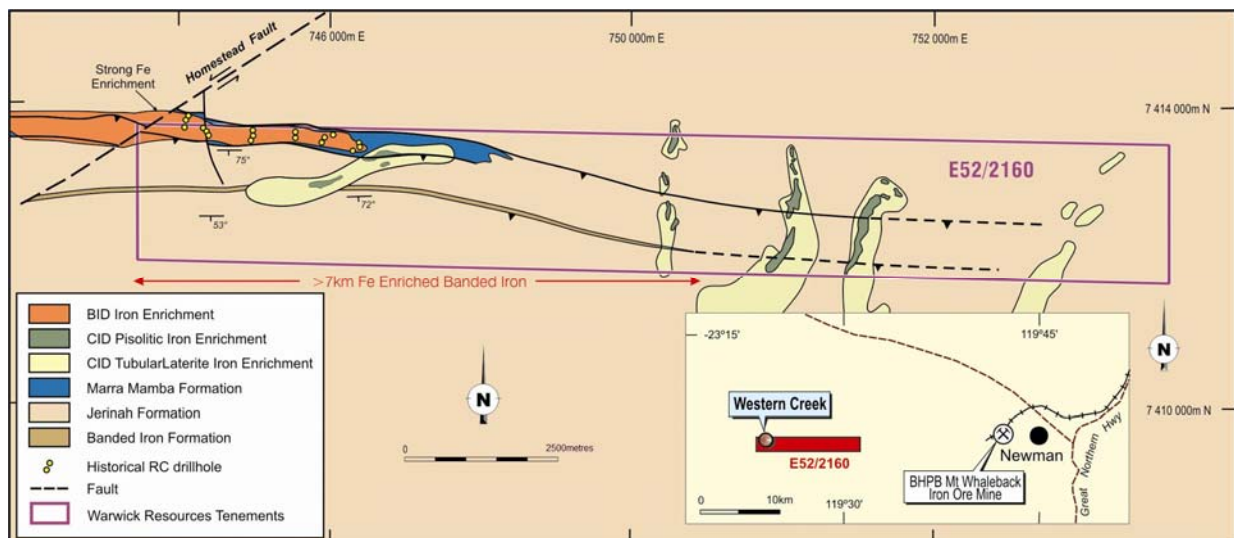 746 000m E
750 000m E
752 000m E
Homestead Fault
Strong Fe
Enrichment
7 414 000m N
75°
E52/2160
72°
53°
>7km Fe Enriched Banded Iron
BID Iron Enrichment
CID Pisolitic Iron Enrichment
CID TubularLaterite Iron Enrichment
Marra Mamba Formation
Jerinah Formation
Banded Iron Formation
Historical RC drillhole
Fault
Warwick Resources Tenements
N
0 2500metres
N
7 410 000m N
-23°15'
119°45'
Western Creek
E52/2160
Newman
BHPB Mt Whaleback
Iron Ore Mine
Great Northern Hwy
0 10km
119°30'